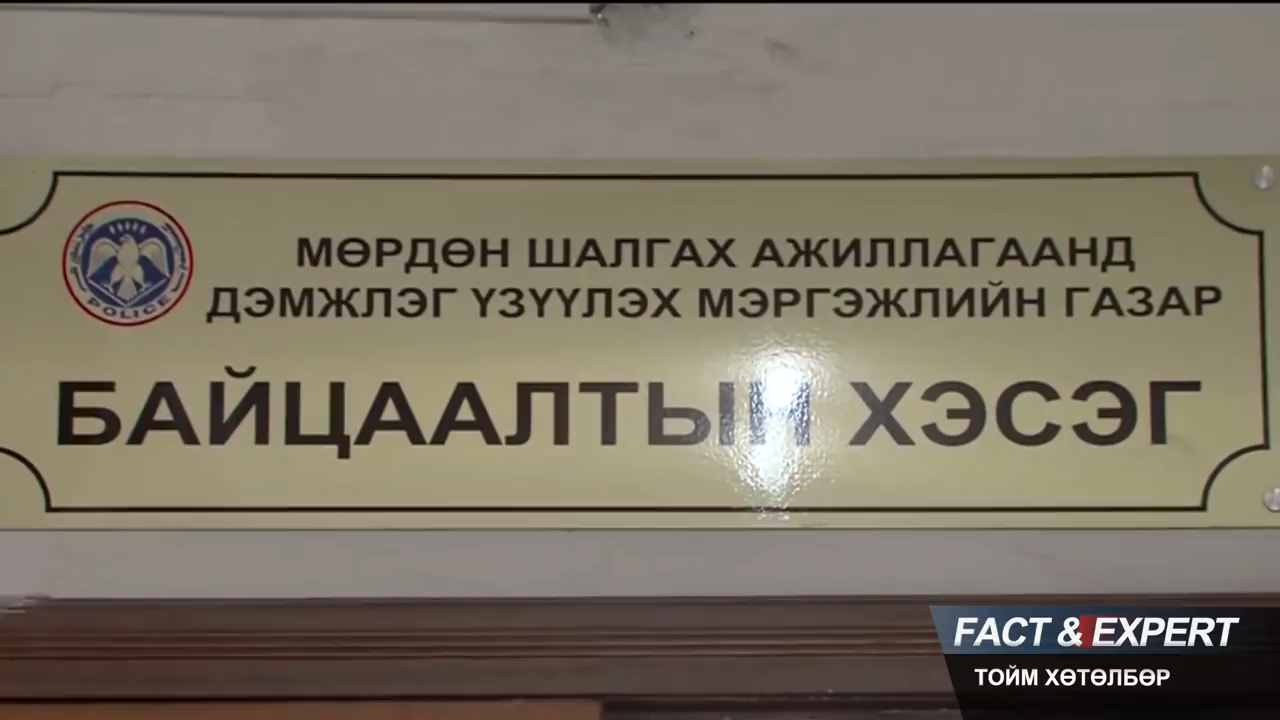 МӨРДӨН ШАЛГАХ АЖИЛЛАГААНД
ДЭМЖЛЭГ ҮЗҮҮЛЭХ МЭРГЭЖЛИЙН ГАЗАР
POLICE
БАЙЦААЛТЫН ХЭСЭГ
FACT & EXPERT
ТОЙМ ХӨТӨЛБӨР